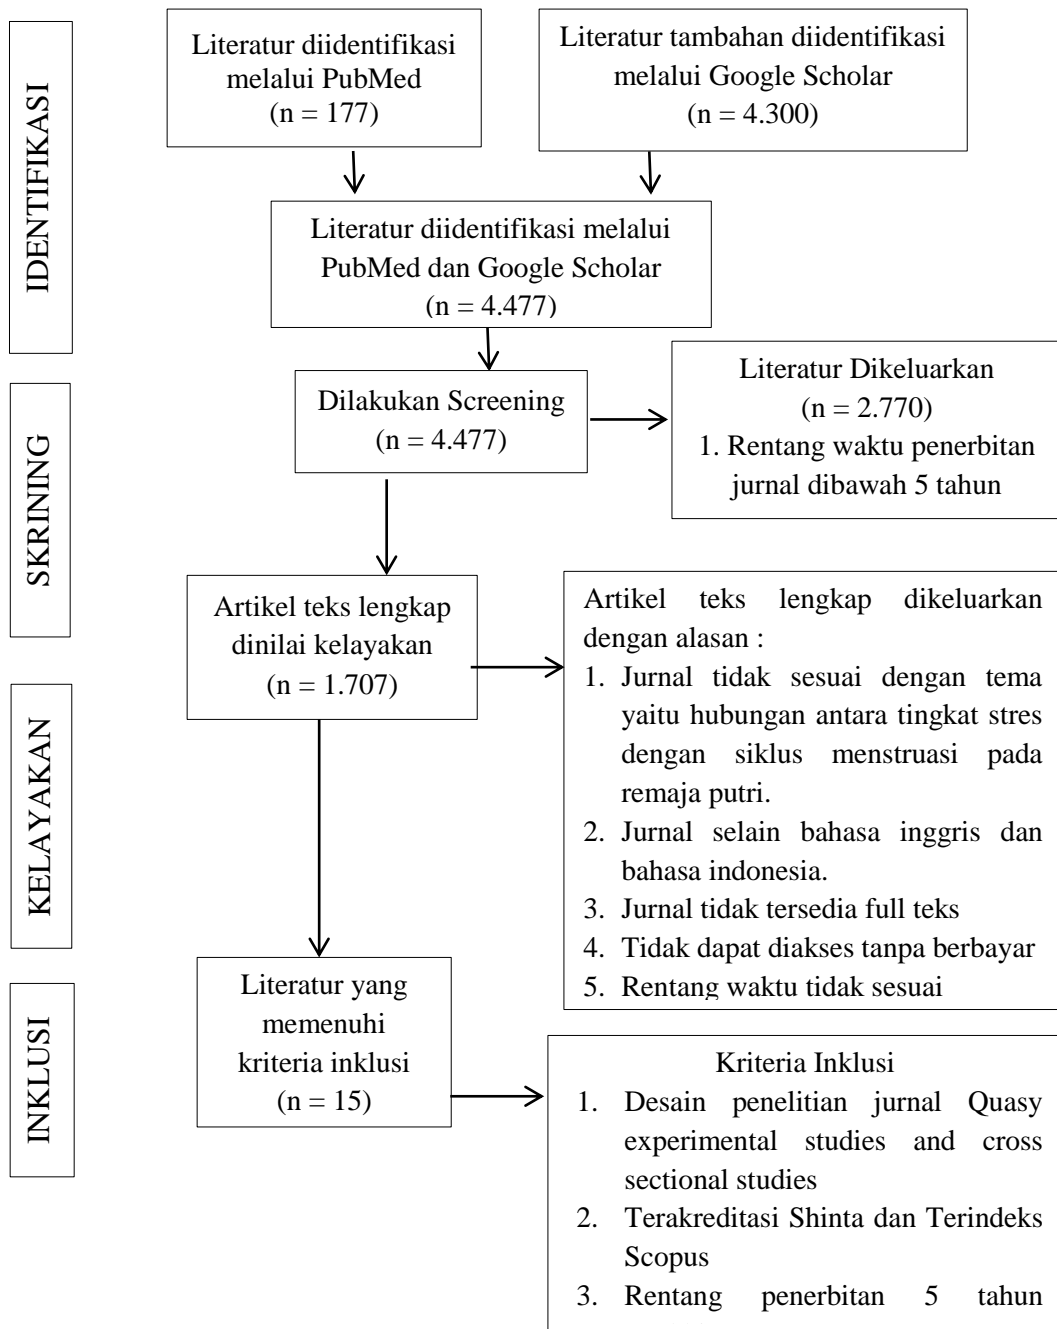 IDENTIFIKASI
Literatur diidentifikasi
melalui PubMed
(n = 177)
Literatur tambahan diidentifikasi
melalui Google Scholar
(n = 4.300)
Literatur diidentifikasi melalui
PubMed dan Google Scholar
(n = 4.477)
SKRINING
Dilakukan Screening
(n = 4.477)
Literatur Dikeluarkan
(n = 2.770)
1. Rentang waktu penerbitan
jurnal dibawah 5 tahun
KELAYAKAN
Artikel teks lengkap
dinilai kelayakan
(n = 1.707)
Artikel teks lengkap dikeluarkan
dengan alasan :
1. Jurnal tidak sesuai dengan tema
yaitu hubungan antara tingkat stres
dengan siklus menstruasi pada
remaja putri.
2. Jurnal selain bahasa inggris dan
bahasa indonesia.
3. Jurnal tidak tersedia full teks
4. Tidak dapat diakses tanpa berbayar
5. Rentang waktu tidak sesuai
INKLUSI
Literatur yang
memenuhi
kriteria inklusi
(n = 15)
Kriteria Inklusi
1. Desain penelitian jurnal Quasy
experimental studies and cross
sectional studies
2. Terakreditasi Shinta dan Terindeks
Scopus
3. Rentang penerbitan 5 tahun